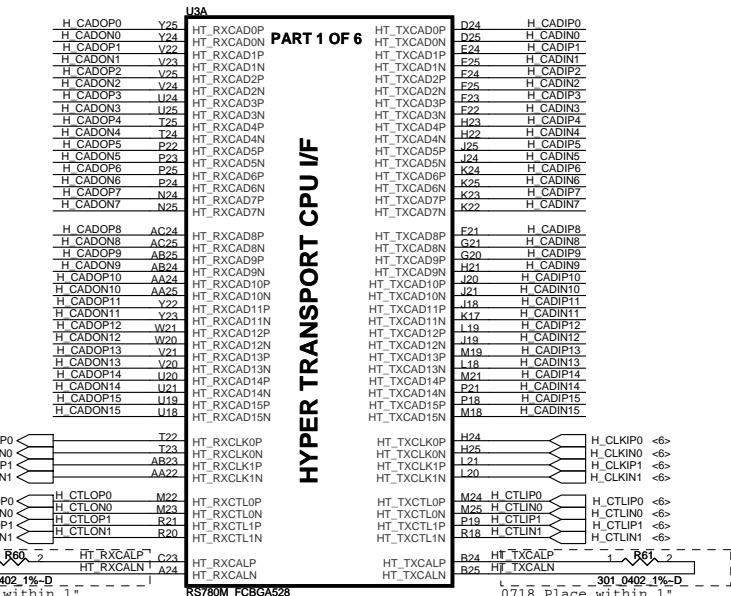 U3A
H_CADOP0 Y25 HT_RXCAD0P PART 1 OF 6 HT_TXCAD0P D24 H_CADIP0
H_CADON0 Y24 HT_RXCAD0N HT_TXCAD0N D25 H_CADIN0
H_CADOP1 V22 HT_RXCAD1P HT_TXCAD1P E24 H_CADIP1
H_CADON1 V23 HT_RXCAD1N HT_TXCAD1N E25 H_CADIN1
H_CADOP2 V25 HT_RXCAD2P HT_TXCAD2P F24 H_CADIP2
H_CADON2 V24 HT_RXCAD2N HT_TXCAD2N F25 H_CADIN2
H_CADOP3 U24 HT_RXCAD3P HT_TXCAD3P F23 H_CADIP3
H_CADON3 U25 HT_RXCAD3N HT_TXCAD3N F22 H_CADIN3
H_CADOP4 T25 HT_RXCAD4P HT_TXCAD4P H23 H_CADIP4
H_CADON4 T24 HT_RXCAD4N HT_TXCAD4N H22 H_CADIN4
H_CADOP5 P22 HT_RXCAD5P HT_TXCAD5P J25 H_CADIP5
H_CADON5 P23 HT_RXCAD5N HT_TXCAD5N J24 H_CADIN5
H_CADOP6 P25 HT_RXCAD6P HT_TXCAD6P K24 H_CADIP6
H_CADON6 P24 HT_RXCAD6N HT_TXCAD6N K25 H_CADIN6
H_CADOP7 N24 HT_RXCAD7P HT_TXCAD7P K23 H_CADIP7
H_CADON7 N25 HT_RXCAD7N HT_TXCAD7N K22 H_CADIN7
H_CADOP8 AC24 HT_RXCAD8P HT_TXCAD8P F21 H_CADIP8
H_CADON8 AC25 HT_RXCAD8N HT_TXCAD8N G21 H_CADIN8
H_CADOP9 AB25 HT_RXCAD9P HT_TXCAD9P G20 H_CADIP9
H_CADON9 AB24 HT_RXCAD9N HT_TXCAD9N H21 H_CADIN9
H_CADOP10 AA24 HT_RXCAD10P HT_TXCAD10P J20 H_CADIP10
H_CADON10 AA25 HT_RXCAD10N HT_TXCAD10N J21 H_CADIN10
H_CADOP11 Y22 HT_RXCAD11P HT_TXCAD11P J18 H_CADIP11
H_CADON11 Y23 HT_RXCAD11N HT_TXCAD11N K17 H_CADIN11
H_CADOP12 W21 HT_RXCAD12P HT_TXCAD12P L19 H_CADIP12
H_CADON12 W20 HT_RXCAD12N HT_TXCAD12N J19 H_CADIN12
H_CADOP13 V21 HT_RXCAD13P HT_TXCAD13P M19 H_CADIP13
H_CADON13 V20 HT_RXCAD13N HT_TXCAD13N L18 H_CADIN13
H_CADOP14 U20 HT_RXCAD14P HT_TXCAD14P M21 H_CADIP14
H_CADON14 U21 HT_RXCAD14N HT_TXCAD14N P21 H_CADIN14
H_CADOP15 U19 HT_RXCAD15P HT_TXCAD15P P18 H_CADIP15
H_CADON15 U18 HT_RXCAD15N HT_TXCAD15N M18 H_CADIN15
HYPER TRANSPORT CPU I/F
P0 T22 HT_RXCLK0P HT_TXCLK0P H24 H_CLKIP0 <6>
N0 T23 HT_RXCLK0N HT_TXCLK0N H25 H_CLKIN0 <6>
P1 AB23 HT_RXCLK1P HT_TXCLK1P L21 H_CLKIP1 <6>
N1 AA22 HT_RXCLK1N HT_TXCLK1N L20 H_CLKIN1 <6>
OP0 H_CTLOP0 M22 HT_RXCTL0P HT_TXCTL0P M24 H_CTLIP0 H_CTLIP0 <6>
N0 H_CTLON0 M23 HT_RXCTL0N HT_TXCTL0N M25 H_CTLIN0 H_CTLIN0 <6>
OP1 H_CTLOP1 R21 HT_RXCTL1P HT_TXCTL1P P19 H_CTLIP1 H_CTLIP1 <6>
N1 H_CTLON1 R20 HT_RXCTL1N HT_TXCTL1N R18 H_CTLIN1 H_CTLIN1 <6>
R60 2 HT_RXCALP C23 HT_RXCALP HT_TXCALP B24 HT_TXCALP 1 R61 2
HT_RXCALN A24 HT_RXCALN HT_TXCALN B25 HT_TXCALN
0402_1%~D 301_0402_1%~D
RS780M_FCBGA528
within 1" 0718 Place within 1"